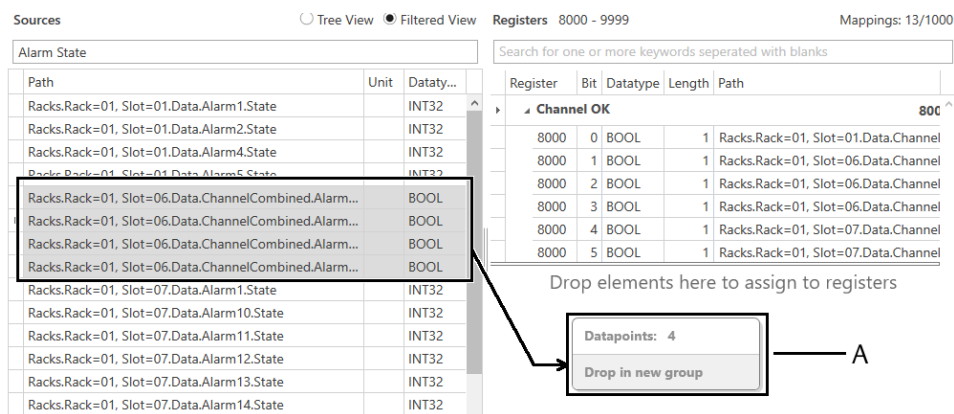 Sources Tree View Filtered View
Alarm State
Path Unit Dataty...
Racks.Rack=01, Slot=01.Data.Alarm1.State INT32
Racks.Rack=01, Slot=01.Data.Alarm2.State INT32
Racks.Rack=01, Slot=01.Data.Alarm4.State INT32
Racks.Rack=01, Slot=01.Data.Alarm5.State INT32
Racks.Rack=01, Slot=06.Data.ChannelCombined.Alarm... BOOL
Racks.Rack=01, Slot=06.Data.ChannelCombined.Alarm... BOOL
Racks.Rack=01, Slot=06.Data.ChannelCombined.Alarm... BOOL
Racks.Rack=01, Slot=06.Data.ChannelCombined.Alarm... BOOL
Racks.Rack=01, Slot=07.Data.Alarm1.State INT32
Racks.Rack=01, Slot=07.Data.Alarm10.State INT32
Racks.Rack=01, Slot=07.Data.Alarm11.State INT32
Racks.Rack=01, Slot=07.Data.Alarm12.State INT32
Racks.Rack=01, Slot=07.Data.Alarm13.State INT32
Racks.Rack=01, Slot=07.Data.Alarm14.State INT32
Registers 8000 - 9999 Mappings: 13/1000
Search for one or more keywords seperated with blanks
Register Bit Datatype Length Path
Channel OK 800
8000 0 BOOL 1 Racks.Rack=01, Slot=01.Data.Channel
8000 1 BOOL 1 Racks.Rack=01, Slot=06.Data.Channel
8000 2 BOOL 1 Racks.Rack=01, Slot=06.Data.Channel
8000 3 BOOL 1 Racks.Rack=01, Slot=06.Data.Channel
8000 4 BOOL 1 Racks.Rack=01, Slot=07.Data.Channel
8000 5 BOOL 1 Racks.Rack=01, Slot=07.Data.Channel
Drop elements here to assign to registers
Datapoints: 4
Drop in new group
A